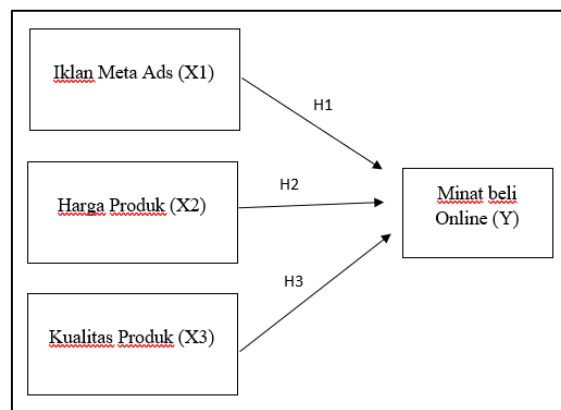 Iklan Meta Ads (X1)
H1
H2
Harga Produk (X2)
Minat beli
Online (Y)
H3
Kualitas Produk (X3)